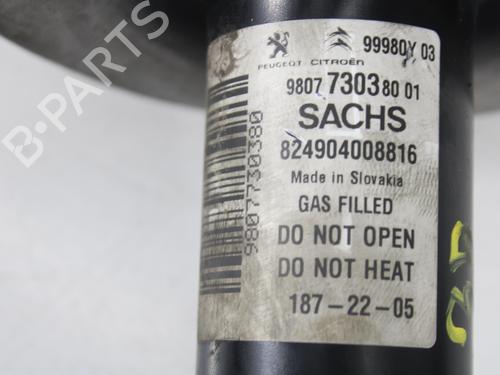 99980Y 03
PEUGEOT CITROËN
9807 7303 80 01
SACHS
824904008816
Made in Slovakia
GAS FILLED
DO NOT OPEN
DO NOT HEAT
187-22-05
9807730380
B-PARTS